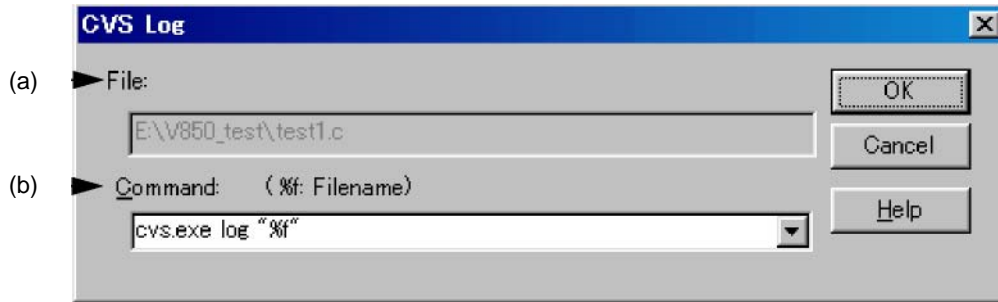 CVS Log
(a)
File:
OK
E:\V850_test\test1.c
Cancel
(b)
Command: ( %f: Filename)
Help
cvs.exe log "%f"